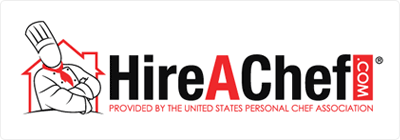 HireAChef.COM®
PROVIDED BY THE UNITED STATES PERSONAL CHEF ASSOCIATION